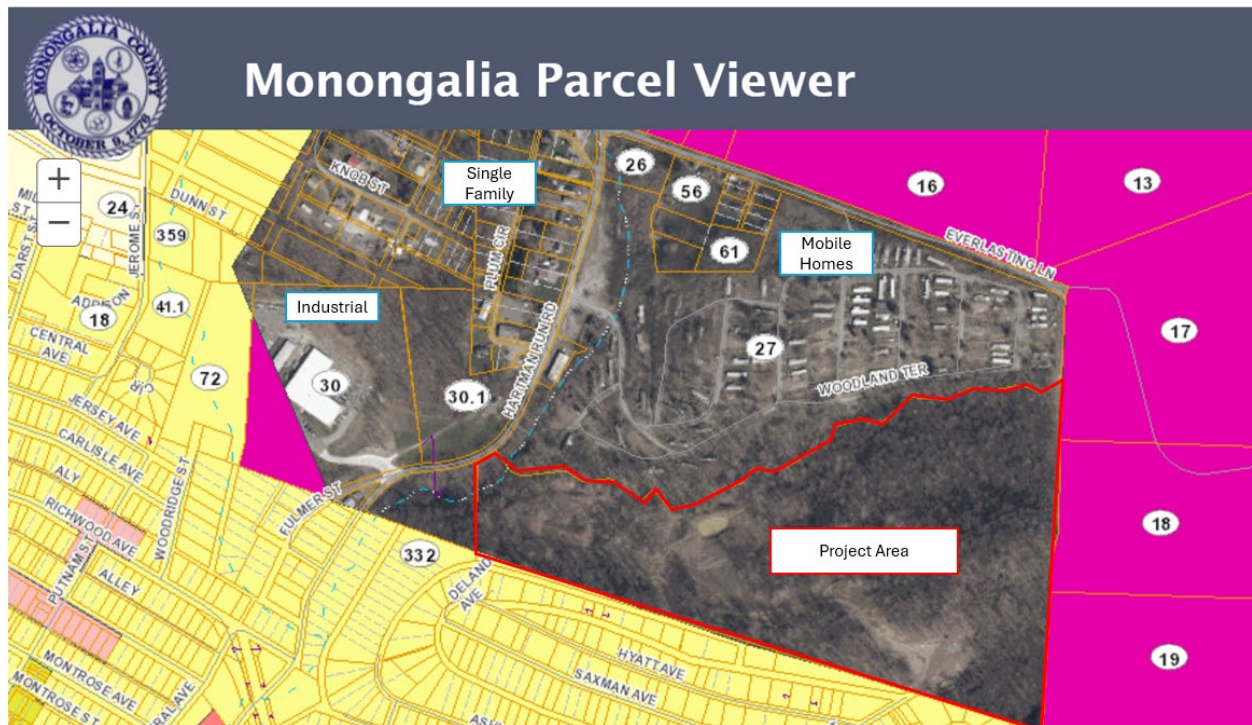 MONONGALIA COUNTY
OCTOBER 9, 1776
Monongalia Parcel Viewer
+
−
Single
Family
Mobile
Homes
Industrial
Project Area
KNOB ST
DUNN ST
JEROME ST
PLUM CIR
HARTMAN RUN RD
EVERLASTING LN
WOODLAND TER
FULMER ST
ADDISON
CENTRAL
AVE
CIR
JERSEY AVE
CARLISLE AVE
ALY
RICHWOOD AVE
WOODRIDGE ST
PUTNAM ST
ALLEY
MONTROSE AVE
MONTROSE ST
DELAND
AVE
HYATT AVE
SAXMAN AVE
24
359
41.1
18
72
30
30.1
332
26
56
61
27
16
13
17
18
19